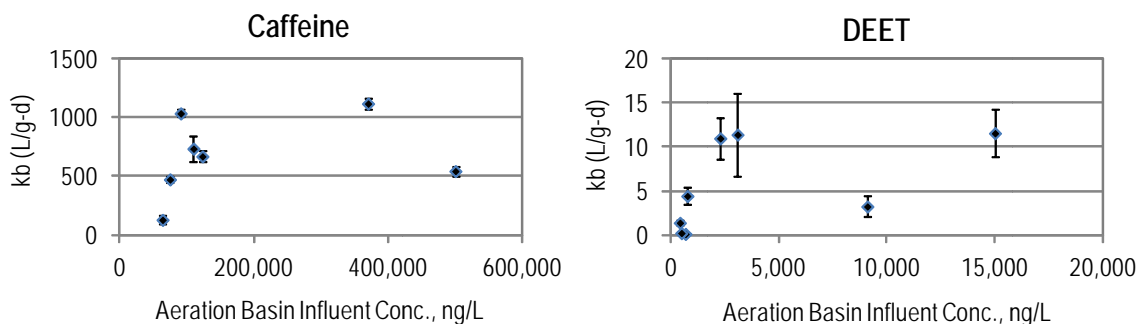 Caffeine
kb (L/g-d)
1500
1000
500
0
0 200,000 400,000 600,000
Aeration Basin Influent Conc., ng/L
DEET
kb (L/g-d)
20
15
10
5
0
0 5,000 10,000 15,000 20,000
Aeration Basin Influent Conc., ng/L